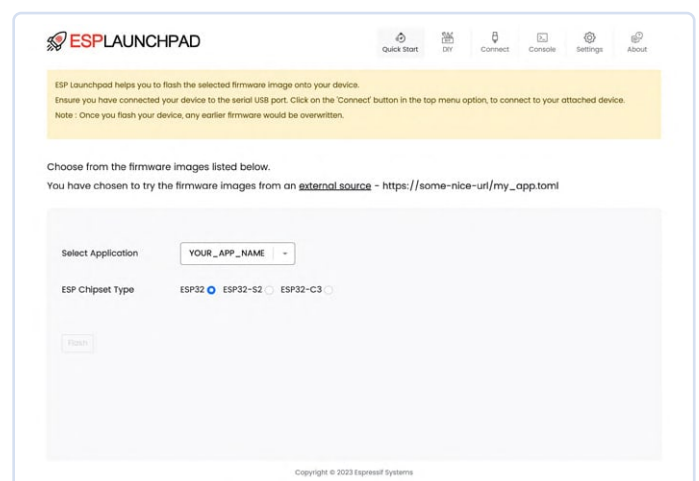 ESPLAUNCHPAD
Quick Start
DIY
Connect
Console
Settings
About
ESP Launchpad helps you to flash the selected firmware image onto your device.
Ensure you have connected your device to the serial USB port. Click on the 'Connect' button in the top menu option, to connect to your attached device.
Note : Once you flash your device, any earlier firmware would be overwritten.
Choose from the firmware images listed below.
You have chosen to try the firmware images from an external source - https://some-nice-url/my_app.toml
Select Application
YOUR_APP_NAME
ESP Chipset Type
ESP32 ESP32-S2 ESP32-C3
Flash
Copyright © 2023 Espressif Systems